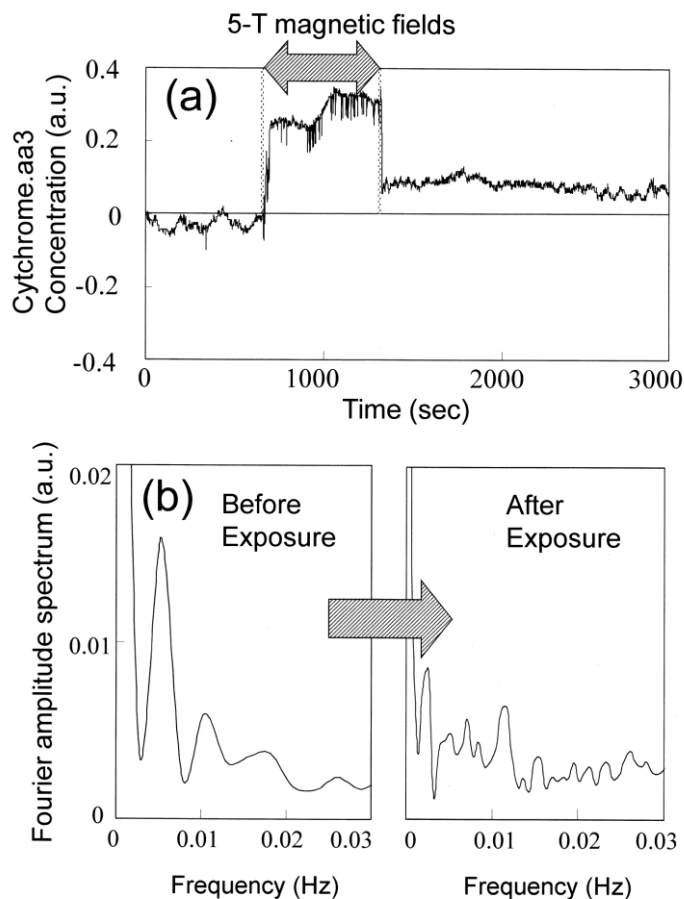 5-T magnetic fields
(a)
Cytchrome.aa3
Concentration (a.u.)
0.4
0.2
0
-0.2
-0.4
0
1000
2000
3000
Time (sec)
(b)
Before
Exposure
After
Exposure
Fourier amplitude spectrum (a.u.)
0.02
0.01
0
0 0.01 0.02 0.03
0 0.01 0.02 0.03
Frequency (Hz)
Frequency (Hz)